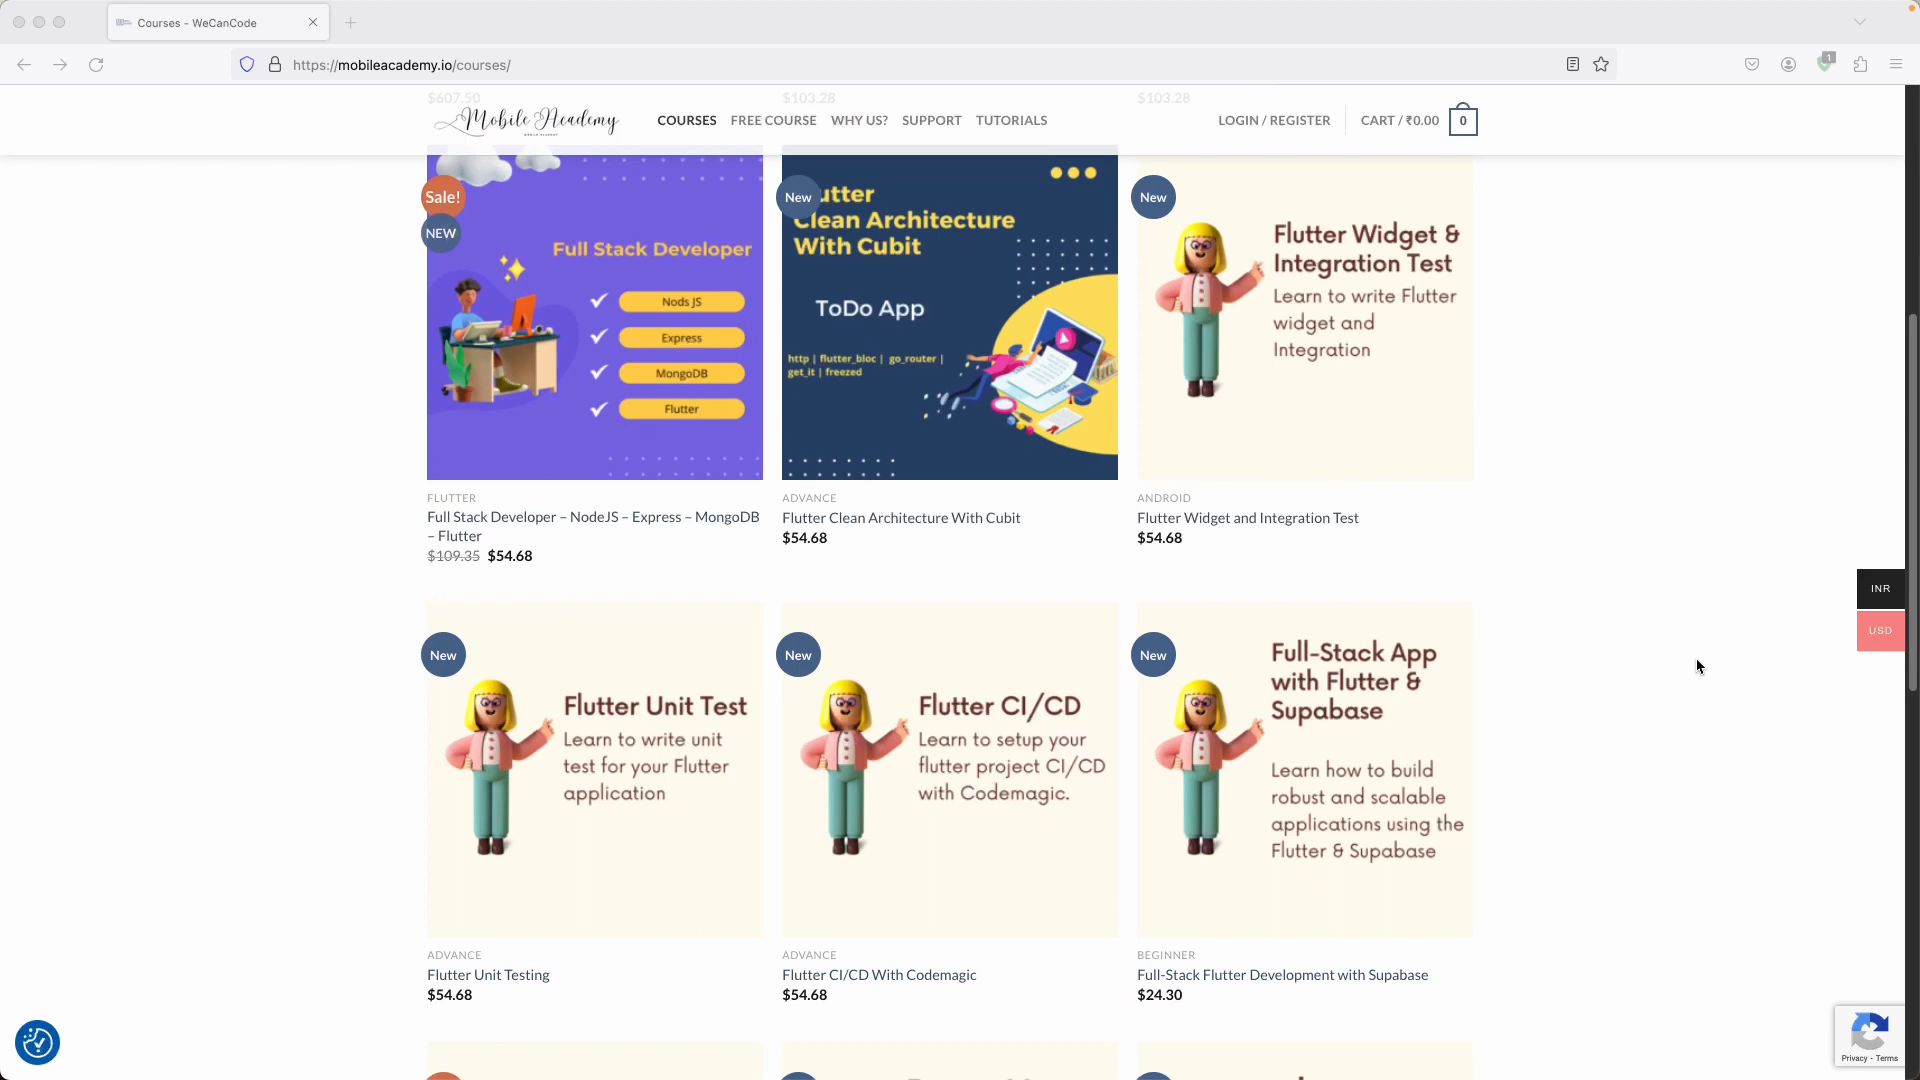 Courses - WeCanCode
https://mobileacademy.io/courses/
1
$607.50
$103.28
$103.28
Mobile Academy
MOBILE ACADEMY
COURSES
FREE COURSE
WHY US?
SUPPORT
TUTORIALS
LOGIN / REGISTER
CART / ₹0.00
0
Sale!
NEW
Full Stack Developer
Nods JS
Express
MongoDB
Flutter
New
utter
Clean Architecture
With Cubit
ToDo App
http | flutter_bloc | go_router |
get_it | freezed
New
Flutter Widget &
Integration Test
Learn to write Flutter
widget and
Integration
FLUTTER
Full Stack Developer – NodeJS – Express – MongoDB
– Flutter
$109.35 $54.68
ADVANCE
Flutter Clean Architecture With Cubit
$54.68
ANDROID
Flutter Widget and Integration Test
$54.68
INR
USD
New
Flutter Unit Test
Learn to write unit
test for your Flutter
application
New
Flutter CI/CD
Learn to setup your
flutter project CI/CD
with Codemagic.
New
Full-Stack App
with Flutter &
Supabase
Learn how to build
robust and scalable
applications using the
Flutter & Supabase
ADVANCE
Flutter Unit Testing
$54.68
ADVANCE
Flutter CI/CD With Codemagic
$54.68
BEGINNER
Full-Stack Flutter Development with Supabase
$24.30
Privacy - Terms